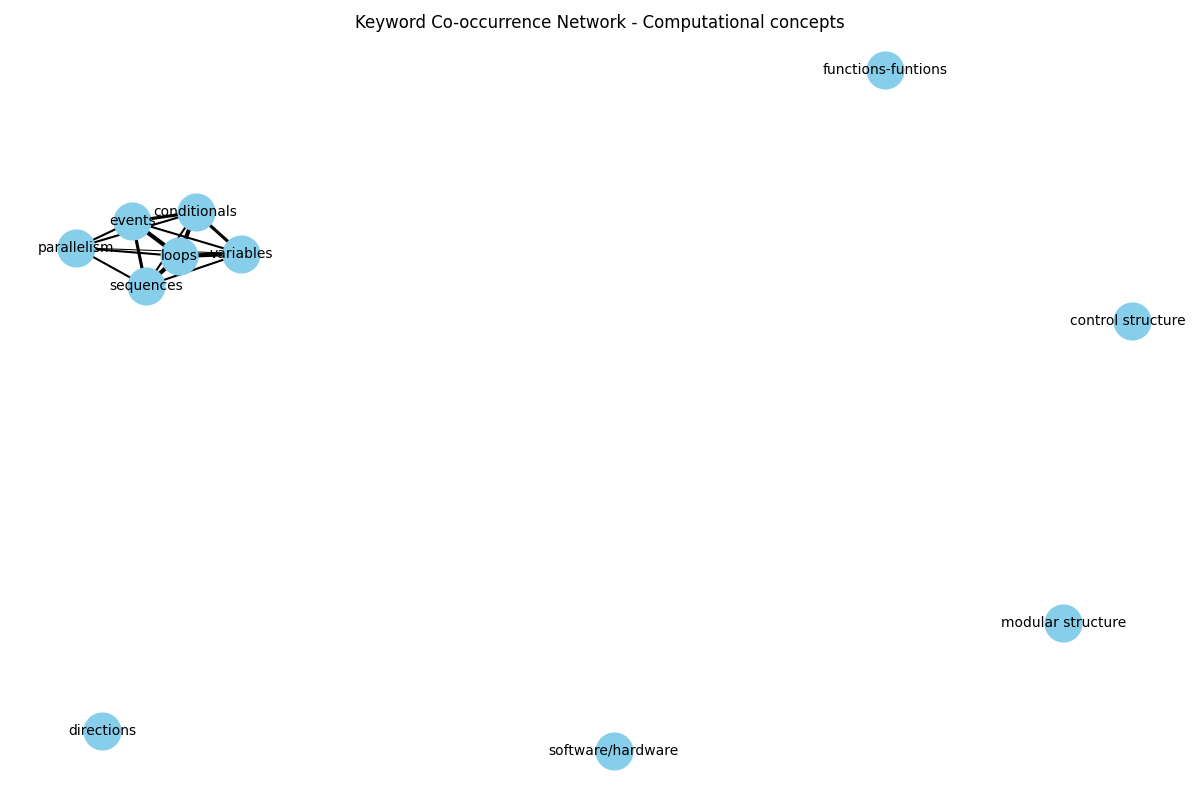 Keyword Co-occurrence Network - Computational concepts
functions-funtions
conditionals
events
parallelism
loops
variables
sequences
control structure
modular structure
directions
software/hardware